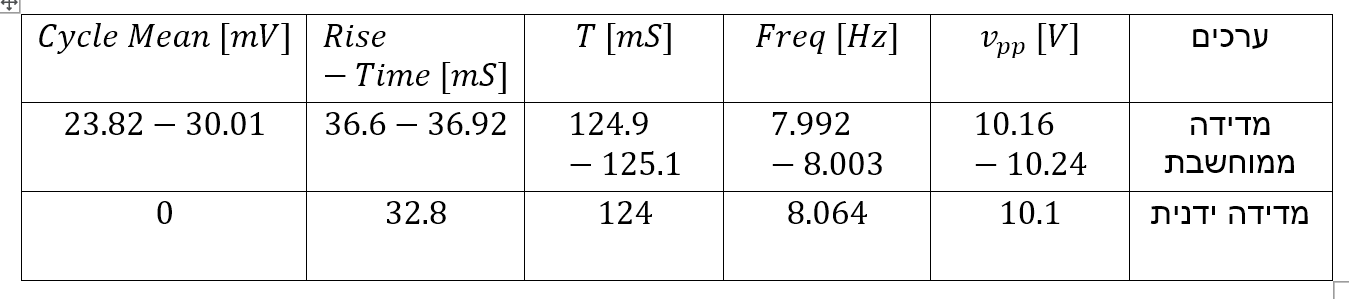 ערכים
v_pp [V]
Freq [Hz]
T [mS]
Rise
− Time [mS]
Cycle Mean [mV]
מדידה
ממוחשבת
10.16
− 10.24
7.992
− 8.003
124.9
− 125.1
36.6 − 36.92
23.82 − 30.01
מדידה ידנית
10.1
8.064
124
32.8
0